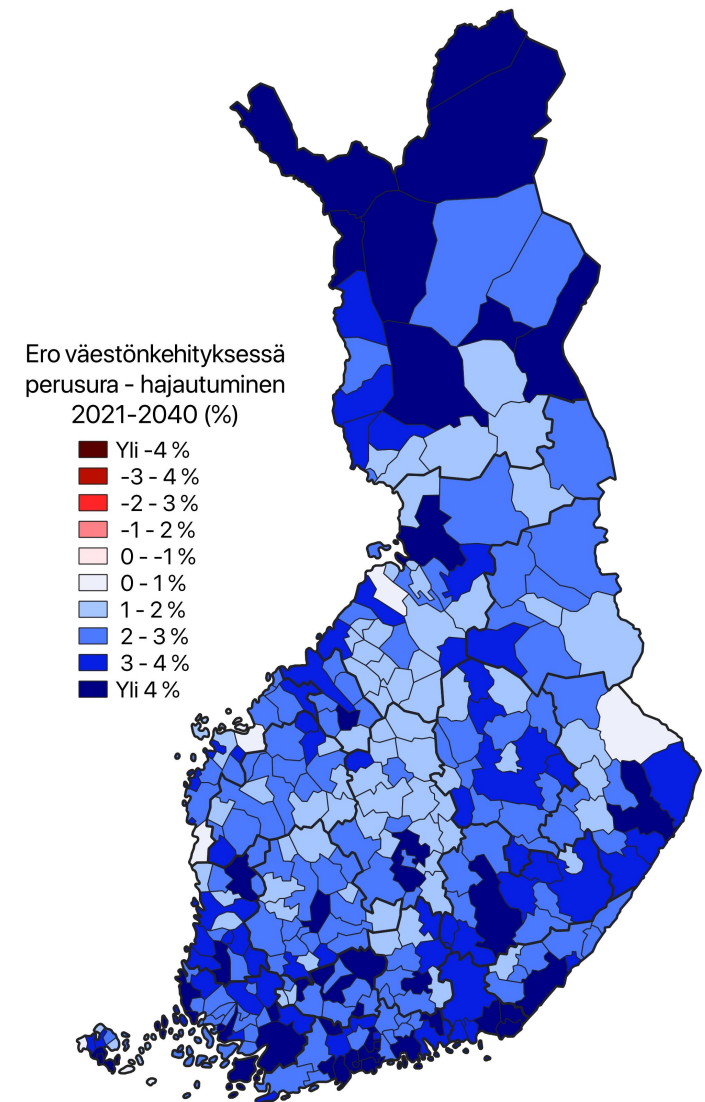 Ero väestönkehityksessä
perusura - hajautuminen
2021-2040 (%)
Yli -4 %
-3 - 4 %
-2 - 3 %
-1 - 2 %
0 - -1 %
0 - 1 %
1 - 2 %
2 - 3 %
3 - 4 %
Yli 4 %